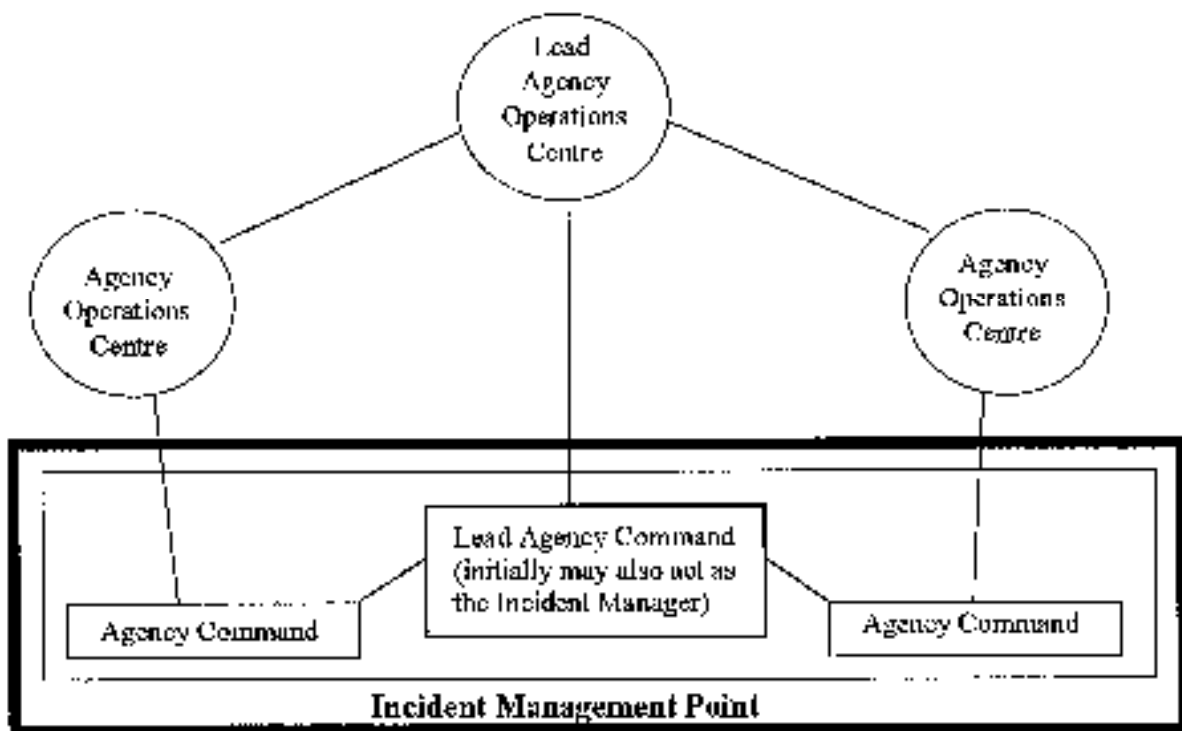 Lead
Agency
Operations
Centre
Agency
Operations
Centre
Agency
Operations
Centre
Lead Agency Command
(initially may also act as
the Incident Manager)
Agency Command
Agency Command
Incident Management Point